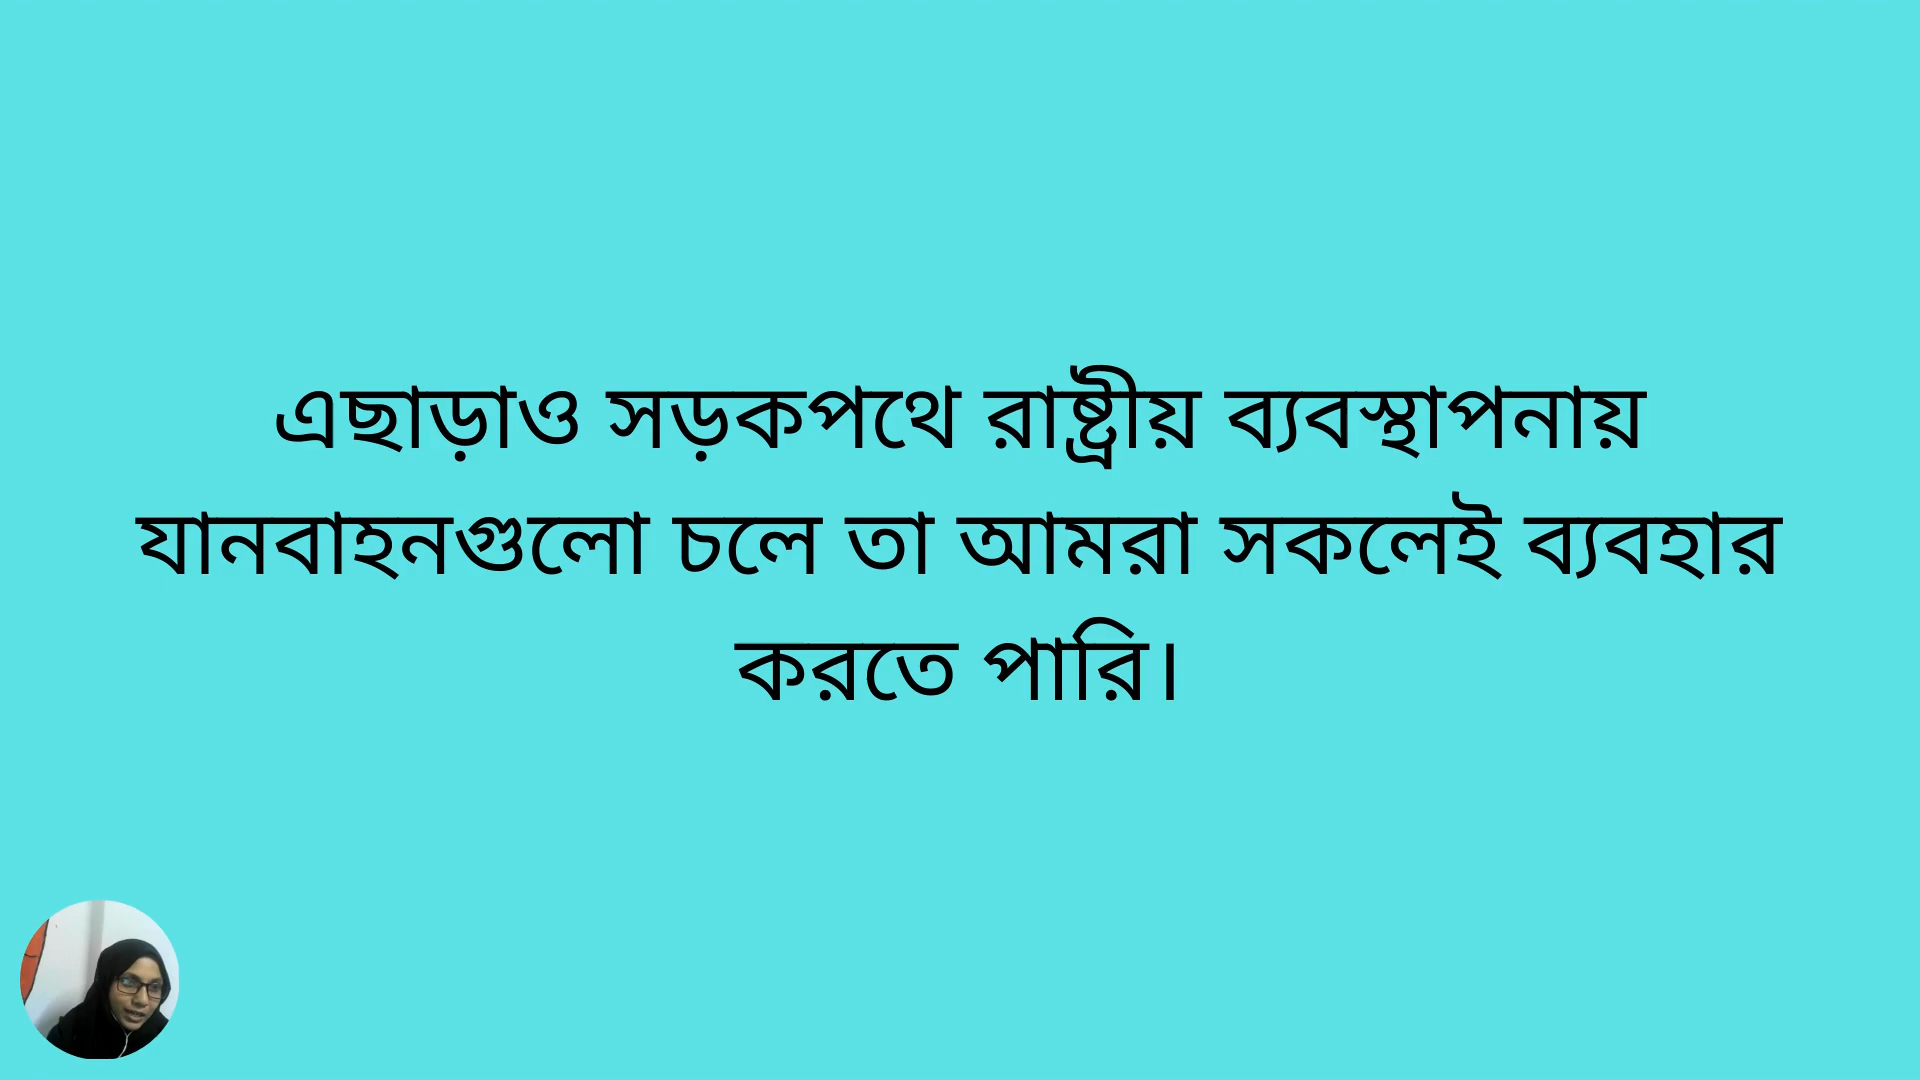 এছাড়াও সড়কপথে রাষ্ট্রীয় ব্যবস্থাপনায়
যানবাহনগুলো চলে তা আমরা সকলেই ব্যবহার
করতে পারি।